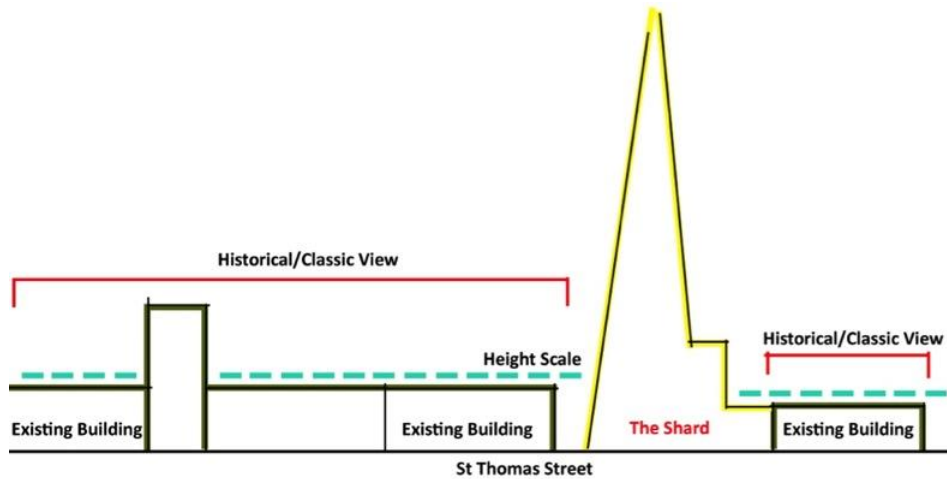 Historical/Classic View
Historical/Classic View
Height Scale
Existing Building
Existing Building
The Shard
Existing Building
St Thomas Street